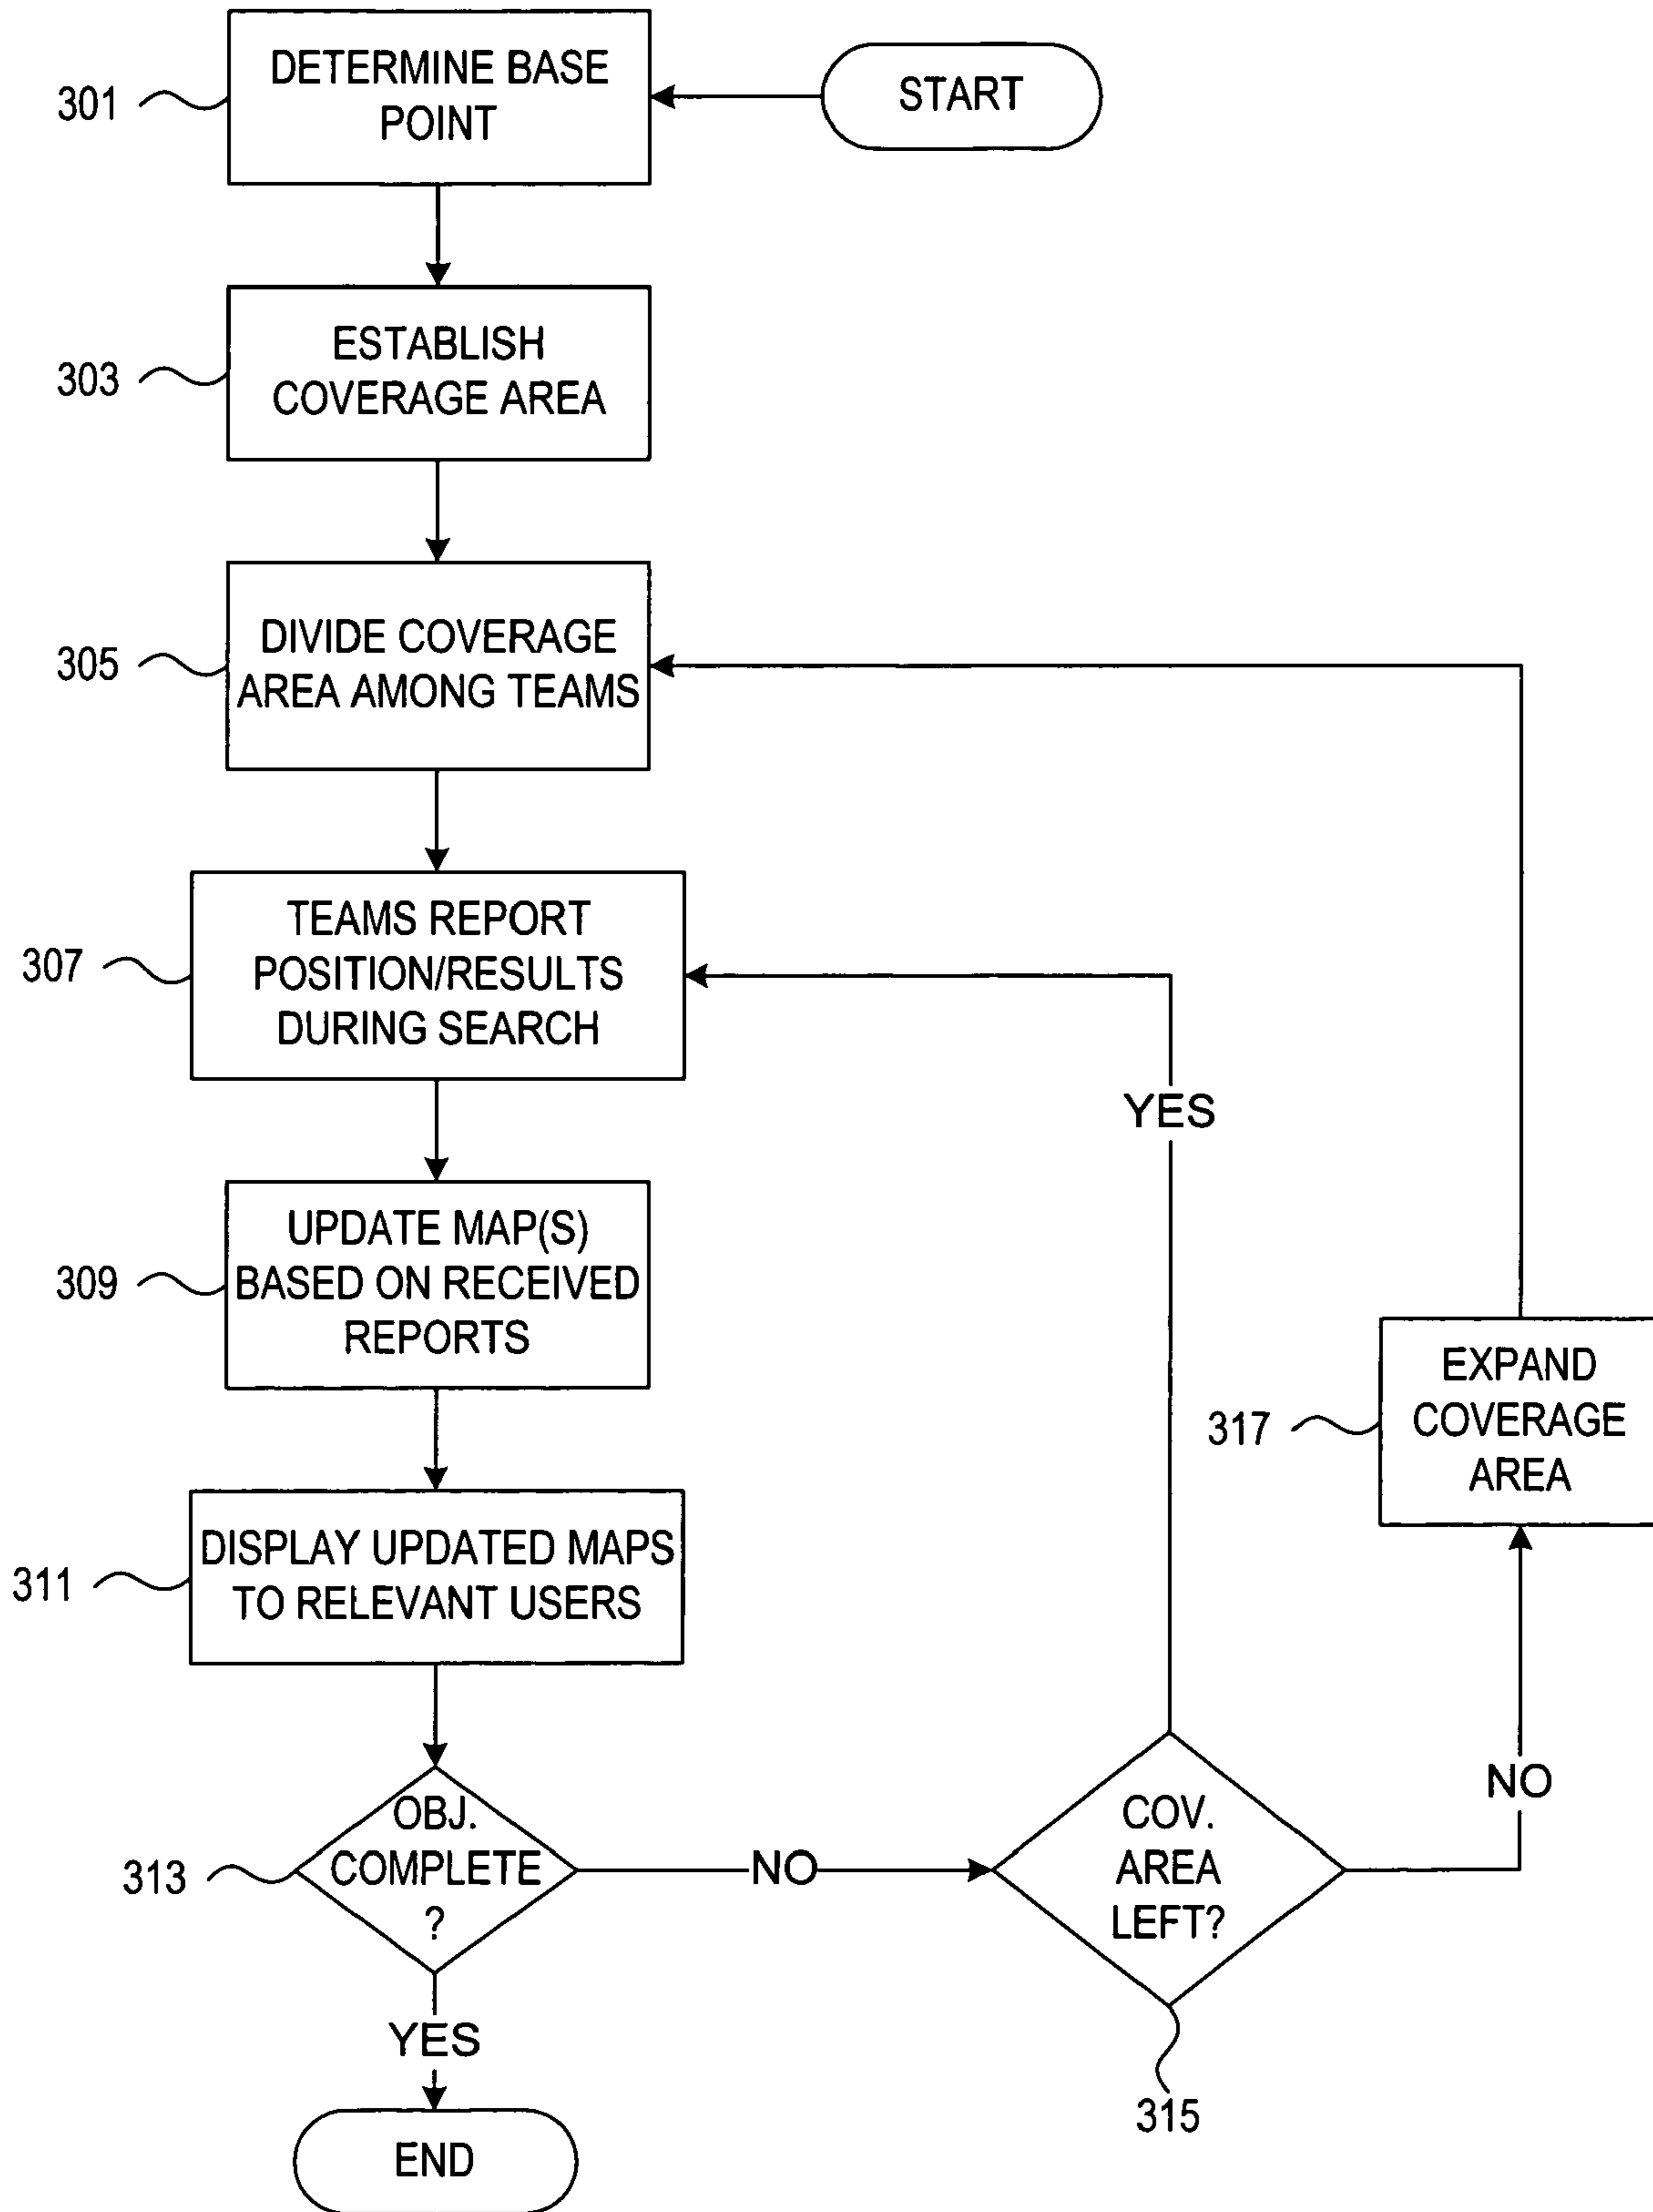 START
301
DETERMINE BASE
POINT
303
ESTABLISH
COVERAGE AREA
305
DIVIDE COVERAGE
AREA AMONG TEAMS
307
TEAMS REPORT
POSITION/RESULTS
DURING SEARCH
YES
309
UPDATE MAP(S)
BASED ON RECEIVED
REPORTS
317
EXPAND
COVERAGE
AREA
311
DISPLAY UPDATED MAPS
TO RELEVANT USERS
313
OBJ.
COMPLETE
?
NO
COV.
AREA
LEFT?
NO
315
YES
END